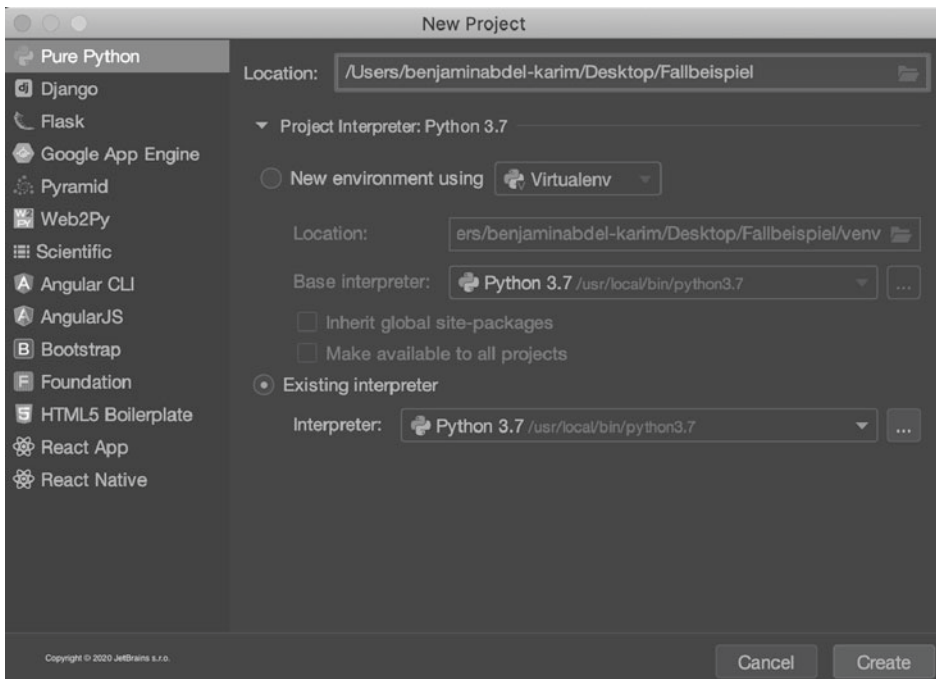 New Project
Pure Python
Django
Flask
Google App Engine
Pyramid
Web2Py
Scientific
Angular CLI
AngularJS
Bootstrap
Foundation
HTML5 Boilerplate
React App
React Native
Location: /Users/benjaminabdel-karim/Desktop/Fallbeispiel
Project Interpreter: Python 3.7
New environment using Virtualenv
Location: ers/benjaminabdel-karim/Desktop/Fallbeispiel/venv
Base interpreter: Python 3.7 /usr/local/bin/python3.7 ...
Inherit global site-packages
Make available to all projects
Existing interpreter
Interpreter: Python 3.7 /usr/local/bin/python3.7 ...
Copyright © 2020 JetBrains s.r.o.
Cancel Create